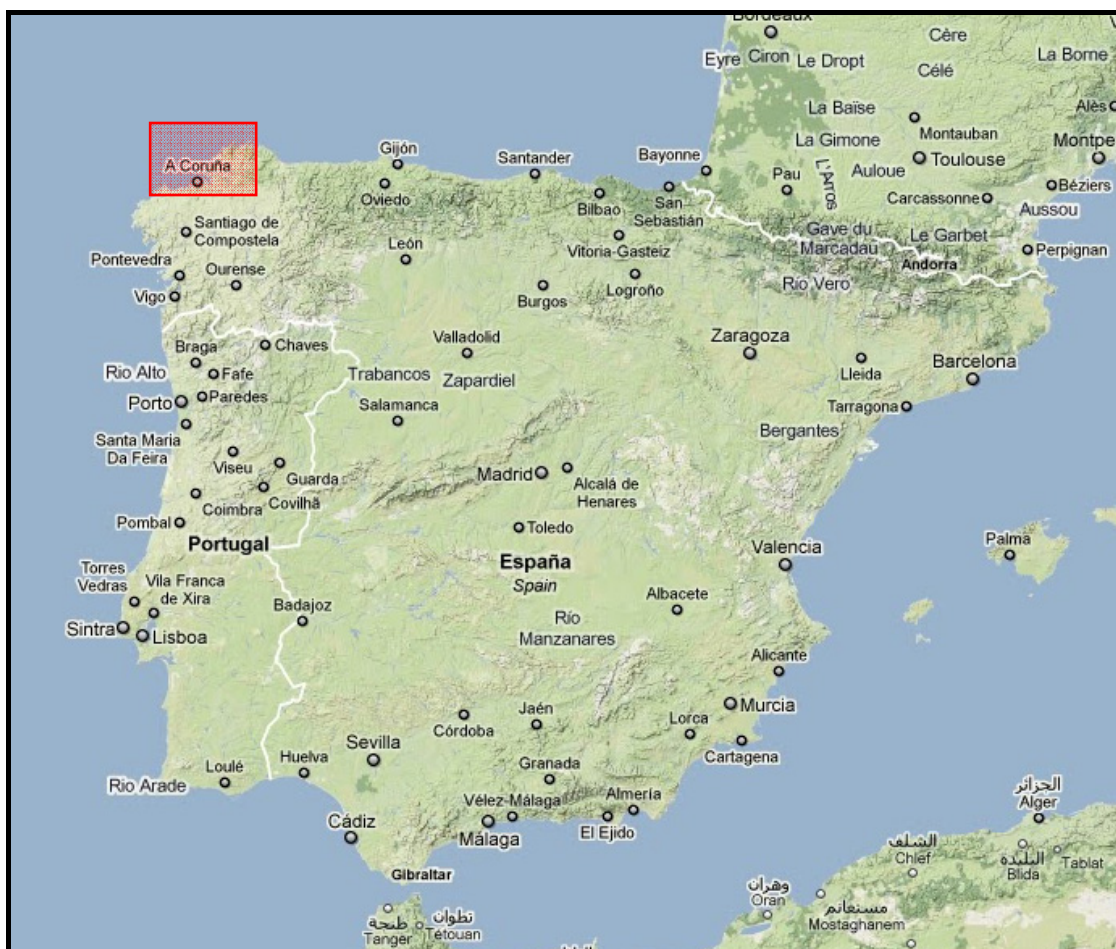 Bordeaux
Cère
Eyre
Ciron
Le Dropt
La Borne
Célé
La Baïse
Alès
Montauban
Montpe
La Gimone
A Coruña
Gijón
Santander
Bayonne
Toulouse
Auloue
L'Arros
Pau
Béziers
Oviedo
Bilbao
San
Sebastián
Carcassonne
Aussou
Santiago de
Compostela
León
Vitoria-Gasteiz
Gave du
Marcadau
Le Garbet
Perpignan
Pontevedra
Ourense
Andorra
Rio Vero
Vigo
Burgos
Logroño
Braga
Chaves
Valladolid
Zaragoza
Rio Alto
Fafe
Trabancos
Zapardiel
Lleida
Barcelona
Porto
Paredes
Salamanca
Tarragona
Santa Maria
Da Feira
Bergantes
Viseu
Guarda
Madrid
Alcalá de
Henares
Coimbra
Covilhã
Pombal
Toledo
Portugal
España
Spain
Valencia
Palma
Torres
Vedras
Vila Franca
de Xira
Badajoz
Albacete
Sintra
Lisboa
Río
Manzanares
Alicante
Murcia
Córdoba
Jaén
Lorca
Cartagena
Sevilla
Huelva
Loulé
Rio Arade
Granada
Almería
Vélez-Málaga
الجزائر
Alger
Cádiz
Málaga
El Ejido
الشلف
Chlef
البليدة
Blida
Tablat
Gibraltar
وهران
Oran
مستغانم
Mostaghanem
طنجة
Tanger
تطوان
Tétouan